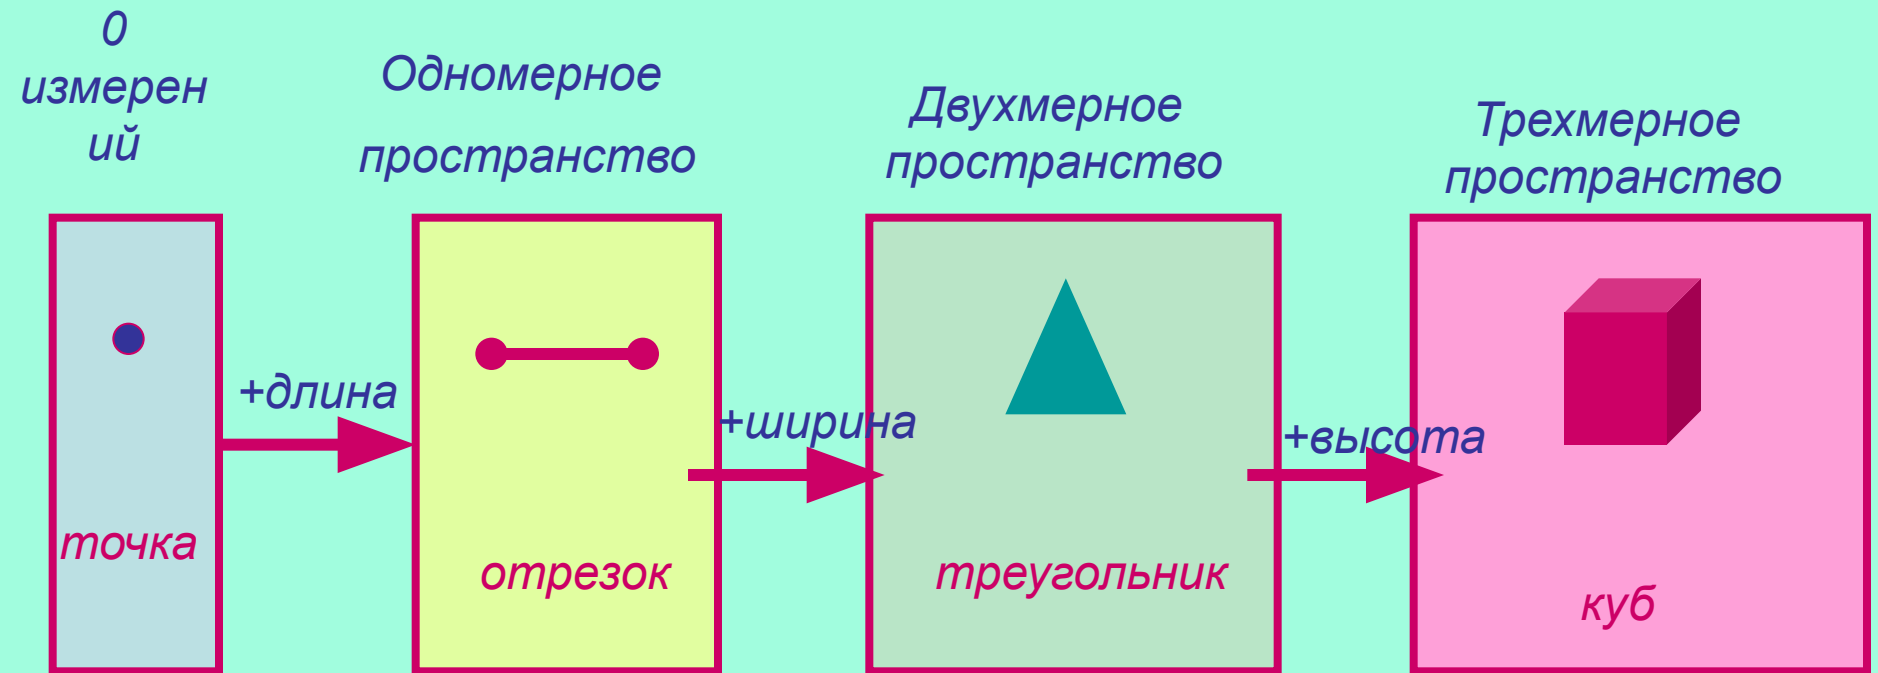 0
измерен
ий
Одномерное
пространство
Двухмерное
пространство
Трехмерное
пространство
+длина
+ширина
+высота
точка
отрезок
треугольник
куб